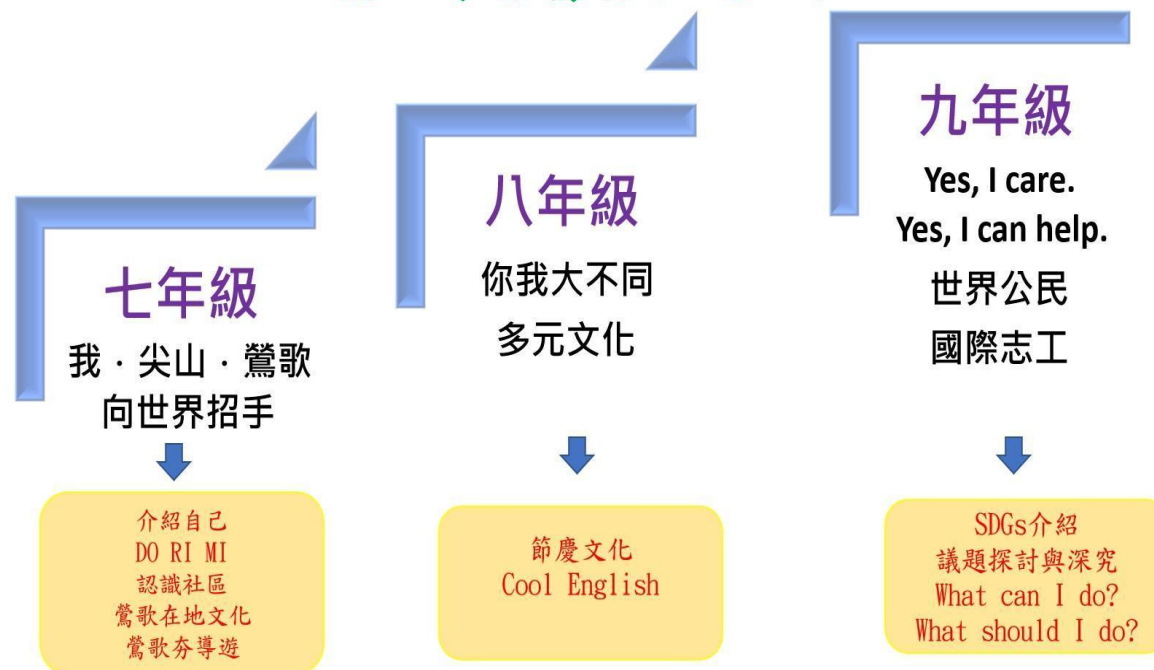 七年級
我．尖山．鶯歌
向世界招手
介紹自己
DO RI MI
認識社區
鶯歌在地文化
鶯歌夯導遊
八年級
你我大不同
多元文化
節慶文化
Cool English
九年級
Yes, I care.
Yes, I can help.
世界公民
國際志工
SDGs介紹
議題探討與深究
What can I do?
What should I do?